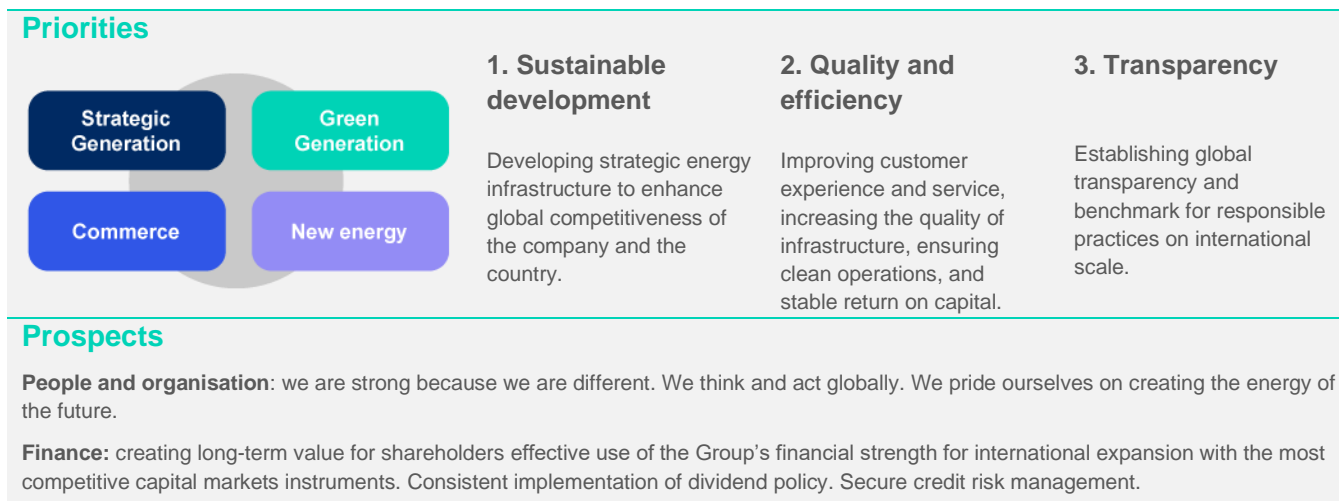 Priorities
Strategic
Generation
Green
Generation
Commerce
New energy
1. Sustainable
development
Developing strategic energy
infrastructure to enhance
global competitiveness of
the company and the
country.
2. Quality and
efficiency
Improving customer
experience and service,
increasing the quality of
infrastructure, ensuring
clean operations, and
stable return on capital.
3. Transparency
Establishing global
transparency and
benchmark for responsible
practices on international
scale.
Prospects
People and organisation: we are strong because we are different. We think and act globally. We pride ourselves on creating the energy of
the future.
Finance: creating long-term value for shareholders effective use of the Group’s financial strength for international expansion with the most
competitive capital markets instruments. Consistent implementation of dividend policy. Secure credit risk management.